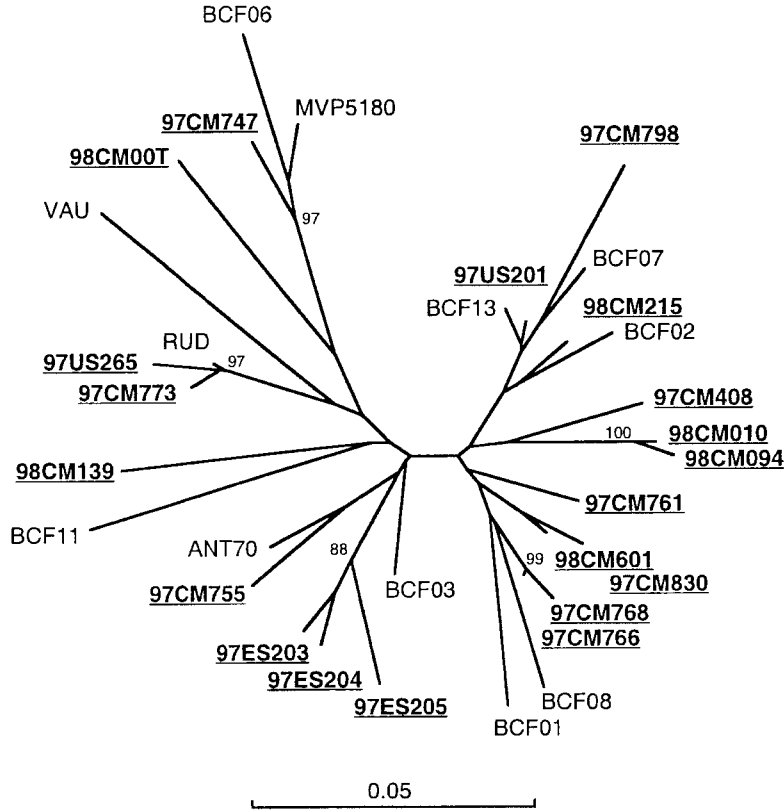 BCF06
MVP5180
97CM747
97CM798
98CM00T
VAU
97
BCF07
97US201
BCF13
98CM215
BCF02
RUD
97
97US265
97CM773
97CM408
100
98CM010
98CM094
98CM139
97CM761
BCF11
ANT70
88
99
98CM601
97CM830
97CM755
BCF03
97CM768
97CM766
97ES203
97ES204
97ES205
BCF08
BCF01
0.05